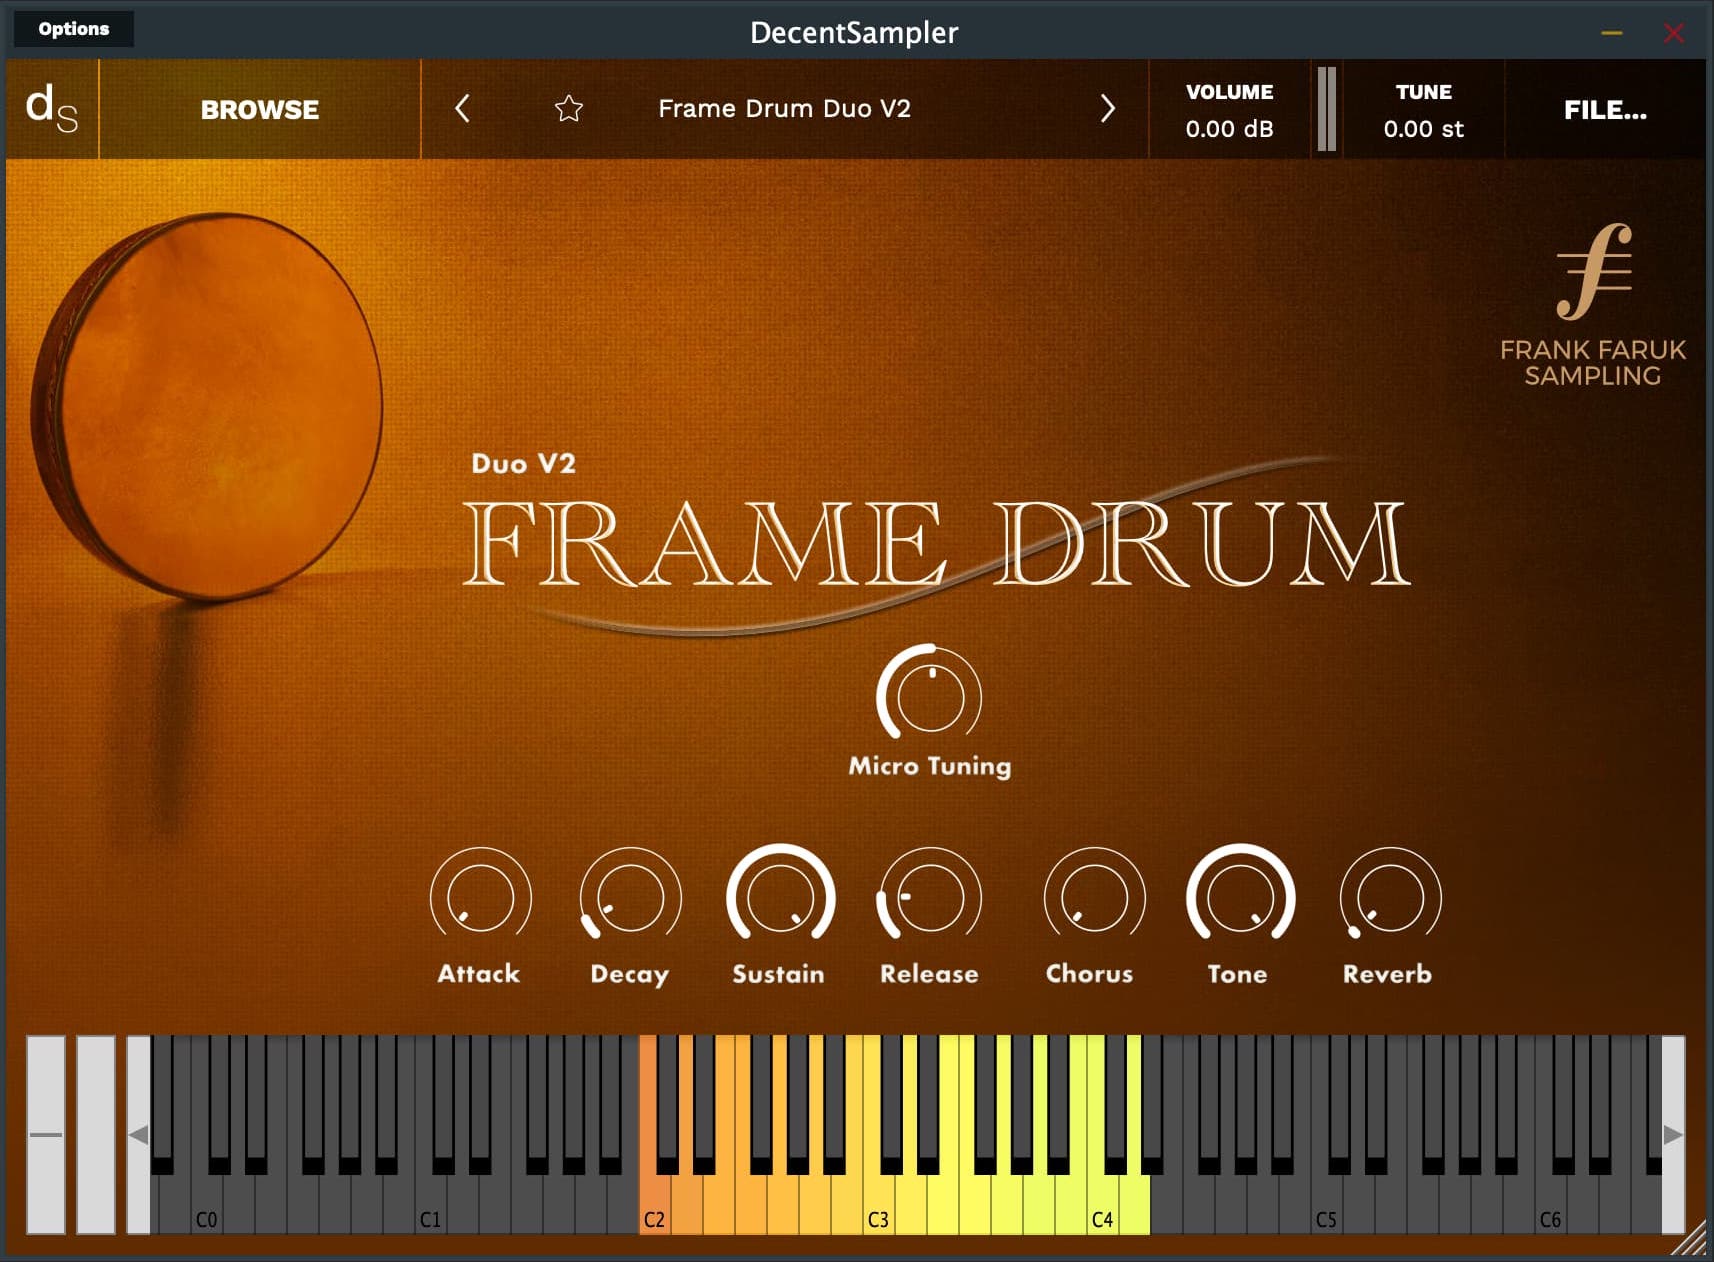 Options
DecentSampler
ds
BROWSE
Frame Drum Duo V2
VOLUME
0.00 dB
TUNE
0.00 st
FILE...
FRANK FARUK
SAMPLING
Duo V2
FRAME DRUM
Micro Tuning
Attack
Decay
Sustain
Release
Chorus
Tone
Reverb
C0
C1
C2
C3
C4
C5
C6